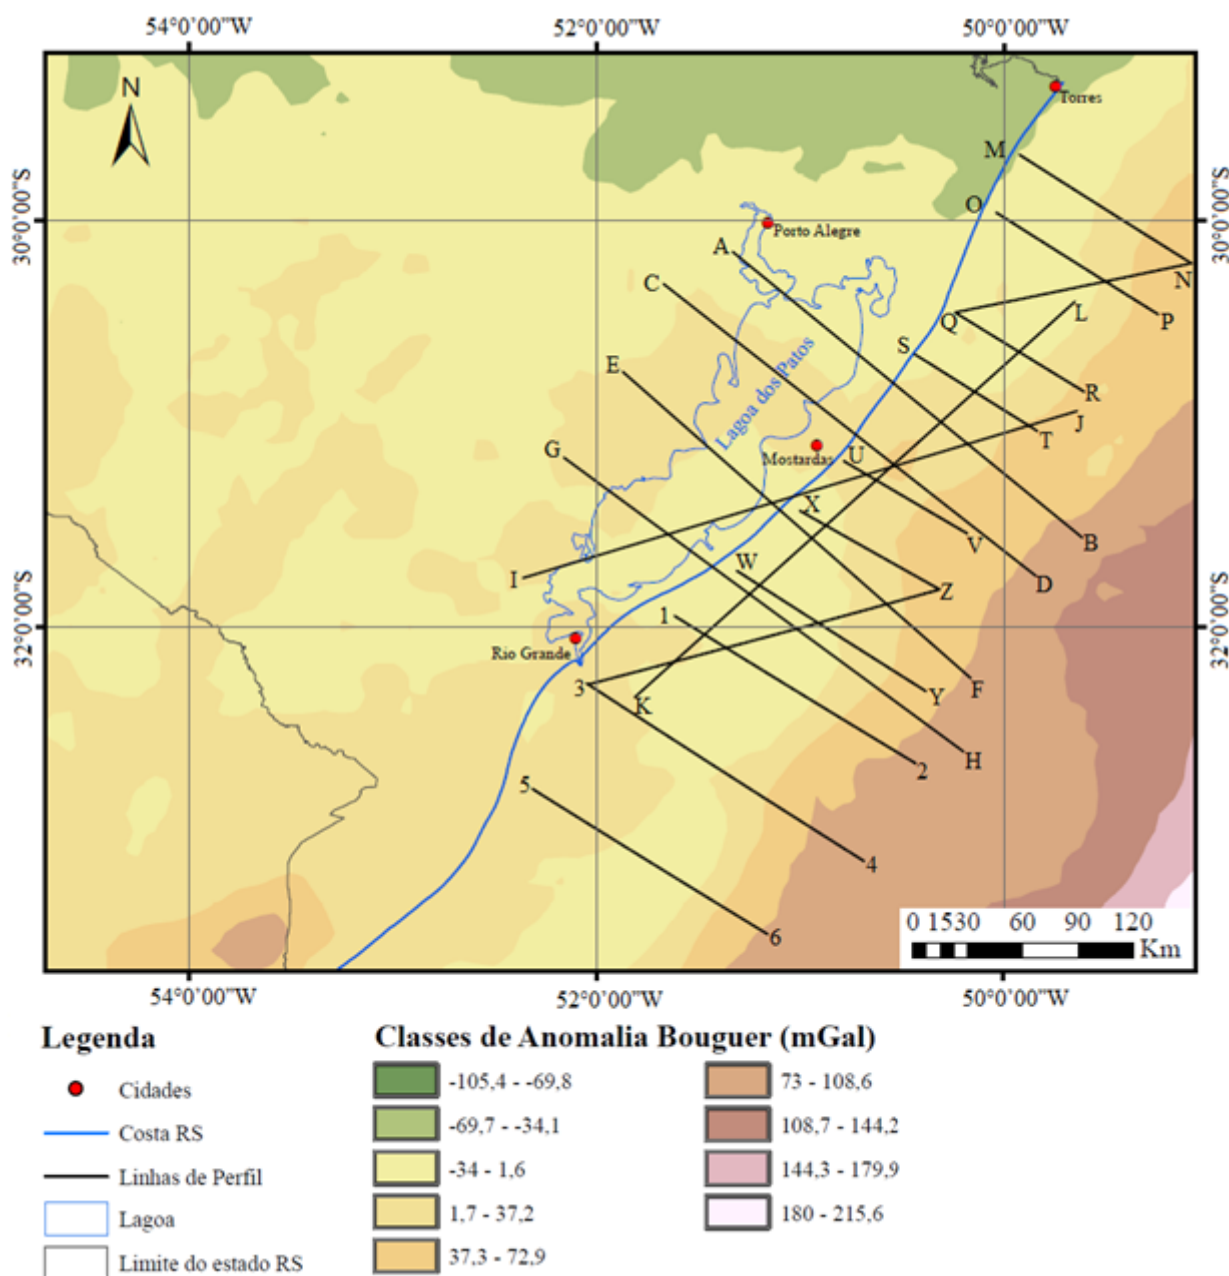 54°0'00"W 52°0'00"W 50°0'00"W
N
Torres
M
30°0'00"S 30°0'00"S
O
Porto Alegre
A
N
C
L
Q
P
S
Lagoa dos Patos
E
R
J
T
G
Mostardas
U
X
V
B
W
I
D
Z
1
32°0'00"S 32°0'00"S
Rio Grande
3
K
Y
F
H
2
5
4
6
0 15 30 60 90 120
Km
54°0'00"W 52°0'00"W 50°0'00"W
Legenda
Cidades
Costa RS
Linhas de Perfil
Lagoa
Limite do estado RS
Classes de Anomalia Bouguer (mGal)
-105,4 - -69,8
-69,7 - -34,1
-34 - 1,6
1,7 - 37,2
37,3 - 72,9
73 - 108,6
108,7 - 144,2
144,3 - 179,9
180 - 215,6